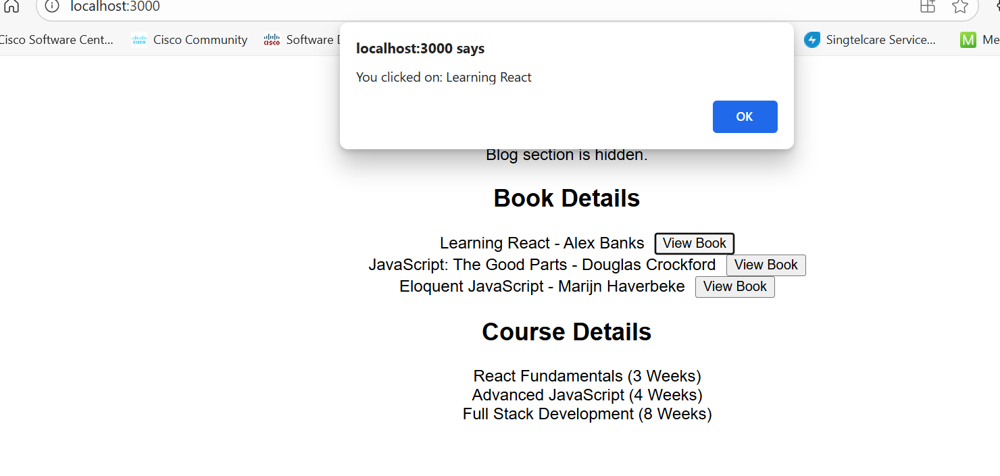 localhost:3000
Cisco Software Cent...
CISCO
Cisco Community
CISCO
Software
Singtelcare Service...
M
Me
localhost:3000 says
You clicked on: Learning React
OK
Blog section is hidden.
Book Details
Learning React - Alex Banks View Book
JavaScript: The Good Parts - Douglas Crockford View Book
Eloquent JavaScript - Marijn Haverbeke View Book
Course Details
React Fundamentals (3 Weeks)
Advanced JavaScript (4 Weeks)
Full Stack Development (8 Weeks)